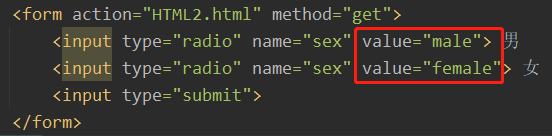 <form action="HTML2.html" method="get">
<input type="radio" name="sex" value="male"> 男
<input type="radio" name="sex" value="female"> 女
<input type="submit">
</form>